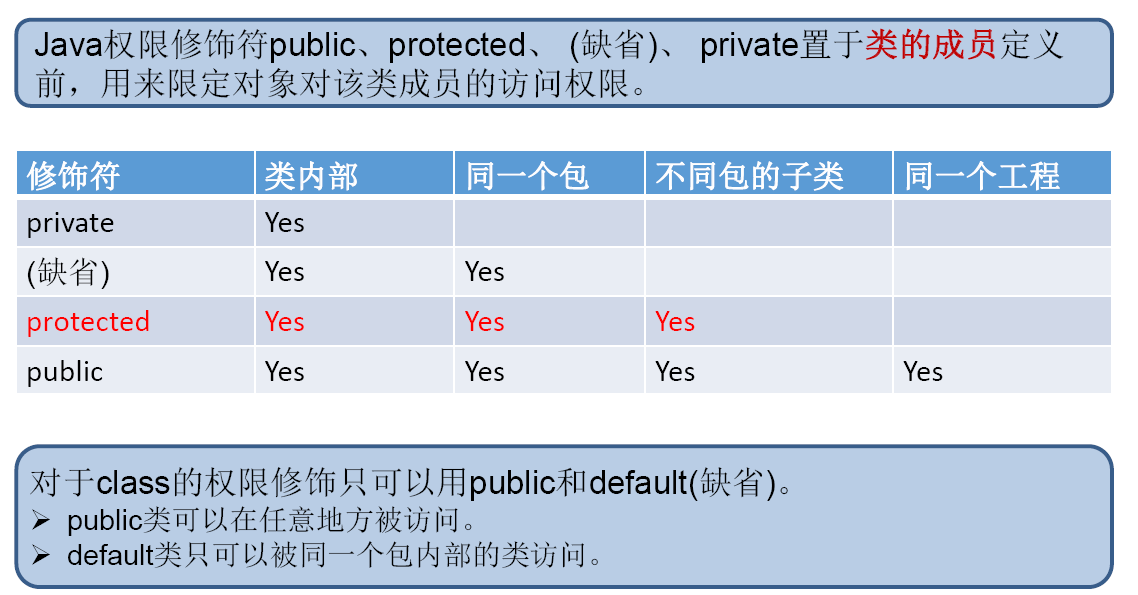 Java权限修饰符public、protected、 (缺省)、 private置于类的成员定义
前，用来限定对象对该类成员的访问权限。
修饰符 类内部 同一个包 不同包的子类 同一个工程
private Yes
(缺省) Yes Yes
protected Yes Yes Yes
public Yes Yes Yes Yes
对于class的权限修饰只可以用public和default(缺省)。
➢ public类可以在任意地方被访问。
➢ default类只可以被同一个包内部的类访问。